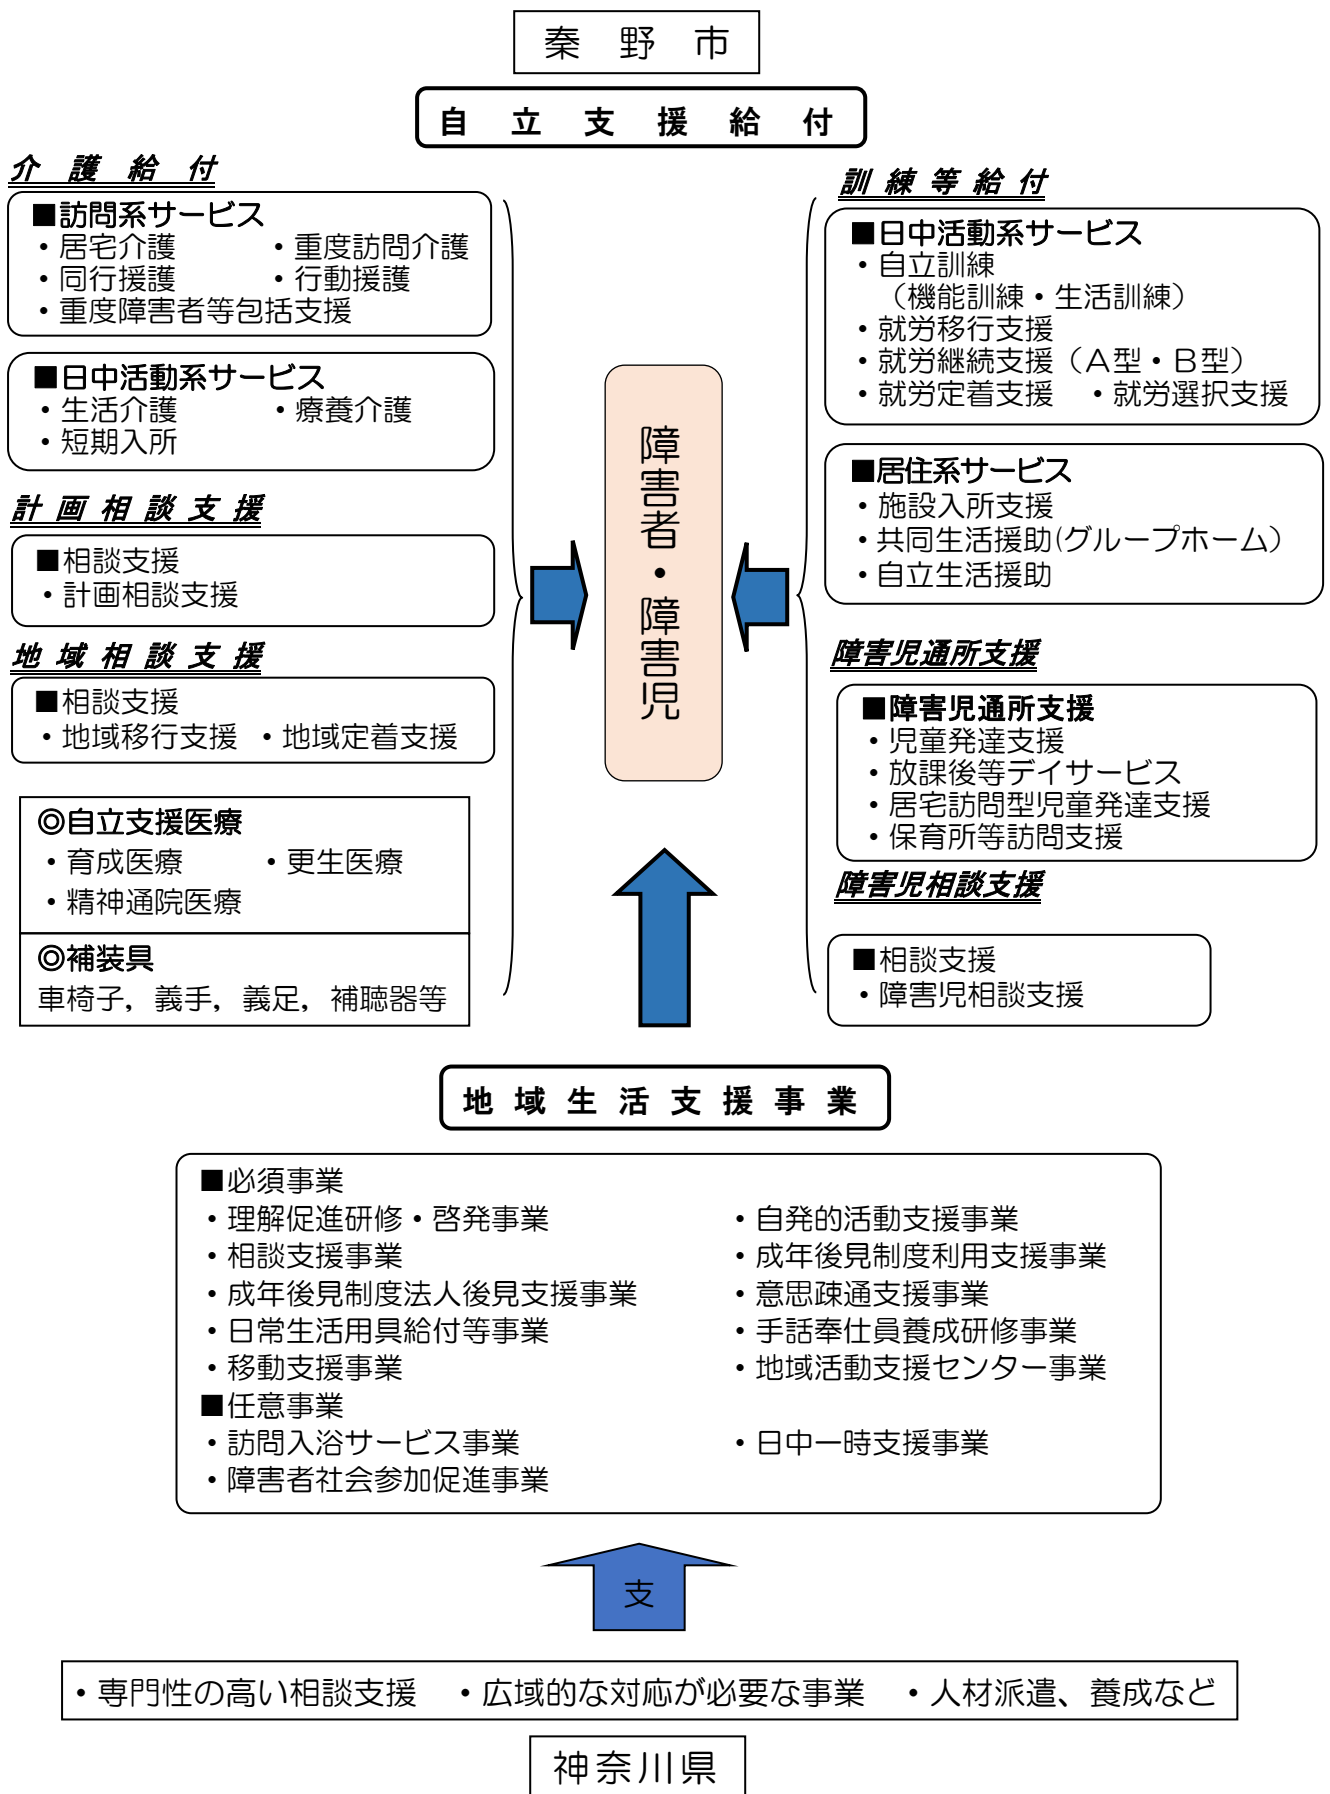 秦野市
自立支援給付
介護給付
■訪問系サービス
・居宅介護 ・重度訪問介護
・同行援護 ・行動援護
・重度障害者等包括支援
■日中活動系サービス
・生活介護 ・療養介護
・短期入所
計画相談支援
■相談支援
・計画相談支援
地域相談支援
■相談支援
・地域移行支援 ・地域定着支援
◎自立支援医療
・育成医療 ・更生医療
・精神通院医療
◎補装具
車椅子，義手，義足，補聴器等
障害者・障害児
訓練等給付
■日中活動系サービス
・自立訓練
（機能訓練・生活訓練）
・就労移行支援
・就労継続支援（Ａ型・Ｂ型）
・就労定着支援 ・就労選択支援
■居住系サービス
・施設入所支援
・共同生活援助(グループホーム）
・自立生活援助
障害児通所支援
■障害児通所支援
・児童発達支援
・放課後等デイサービス
・居宅訪問型児童発達支援
・保育所等訪問支援
障害児相談支援
■相談支援
・障害児相談支援
地域生活支援事業
■必須事業
・理解促進研修・啓発事業 ・自発的活動支援事業
・相談支援事業 ・成年後見制度利用支援事業
・成年後見制度法人後見支援事業 ・意思疎通支援事業
・日常生活用具給付等事業 ・手話奉仕員養成研修事業
・移動支援事業 ・地域活動支援センター事業
■任意事業
・訪問入浴サービス事業 ・日中一時支援事業
・障害者社会参加促進事業
支
・専門性の高い相談支援 ・広域的な対応が必要な事業 ・人材派遣、養成など
神奈川県